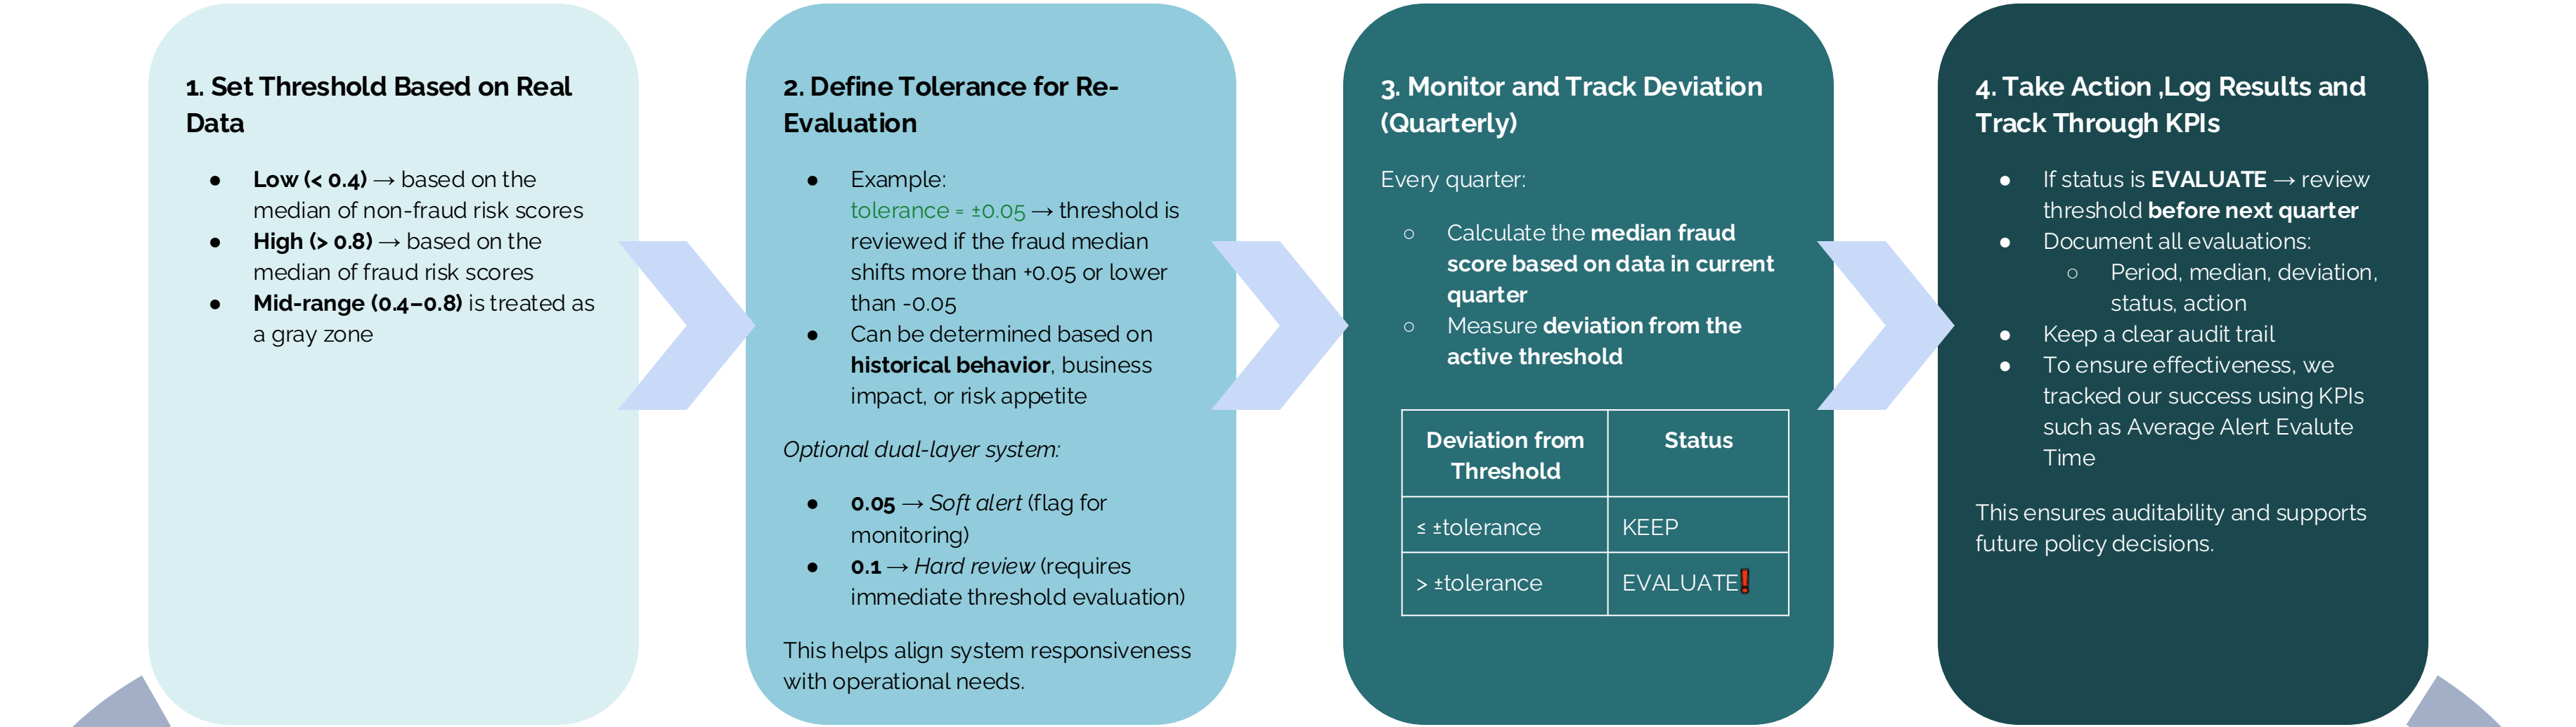 1. Set Threshold Based on Real
Data
● Low (< 0.4) → based on the
median of non-fraud risk scores
● High (> 0.8) → based on the
median of fraud risk scores
● Mid-range (0.4–0.8) is treated as
a gray zone
2. Define Tolerance for Re-
Evaluation
● Example:
tolerance = ±0.05 → threshold is
reviewed if the fraud median
shifts more than +0.05 or lower
than -0.05
● Can be determined based on
historical behavior, business
impact, or risk appetite
Optional dual-layer system:
● 0.05 → Soft alert (flag for
monitoring)
● 0.1 → Hard review (requires
immediate threshold evaluation)
This helps align system responsiveness
with operational needs.
3. Monitor and Track Deviation
(Quarterly)
Every quarter:
○ Calculate the median fraud
score based on data in current
quarter
○ Measure deviation from the
active threshold
Deviation from
Threshold
Status
≤ ±tolerance
KEEP
> ±tolerance
EVALUATE❗
4. Take Action ,Log Results and
Track Through KPIs
● If status is EVALUATE → review
threshold before next quarter
● Document all evaluations:
○ Period, median, deviation,
status, action
● Keep a clear audit trail
● To ensure effectiveness, we
tracked our success using KPIs
such as Average Alert Evalute
Time
This ensures auditability and supports
future policy decisions.